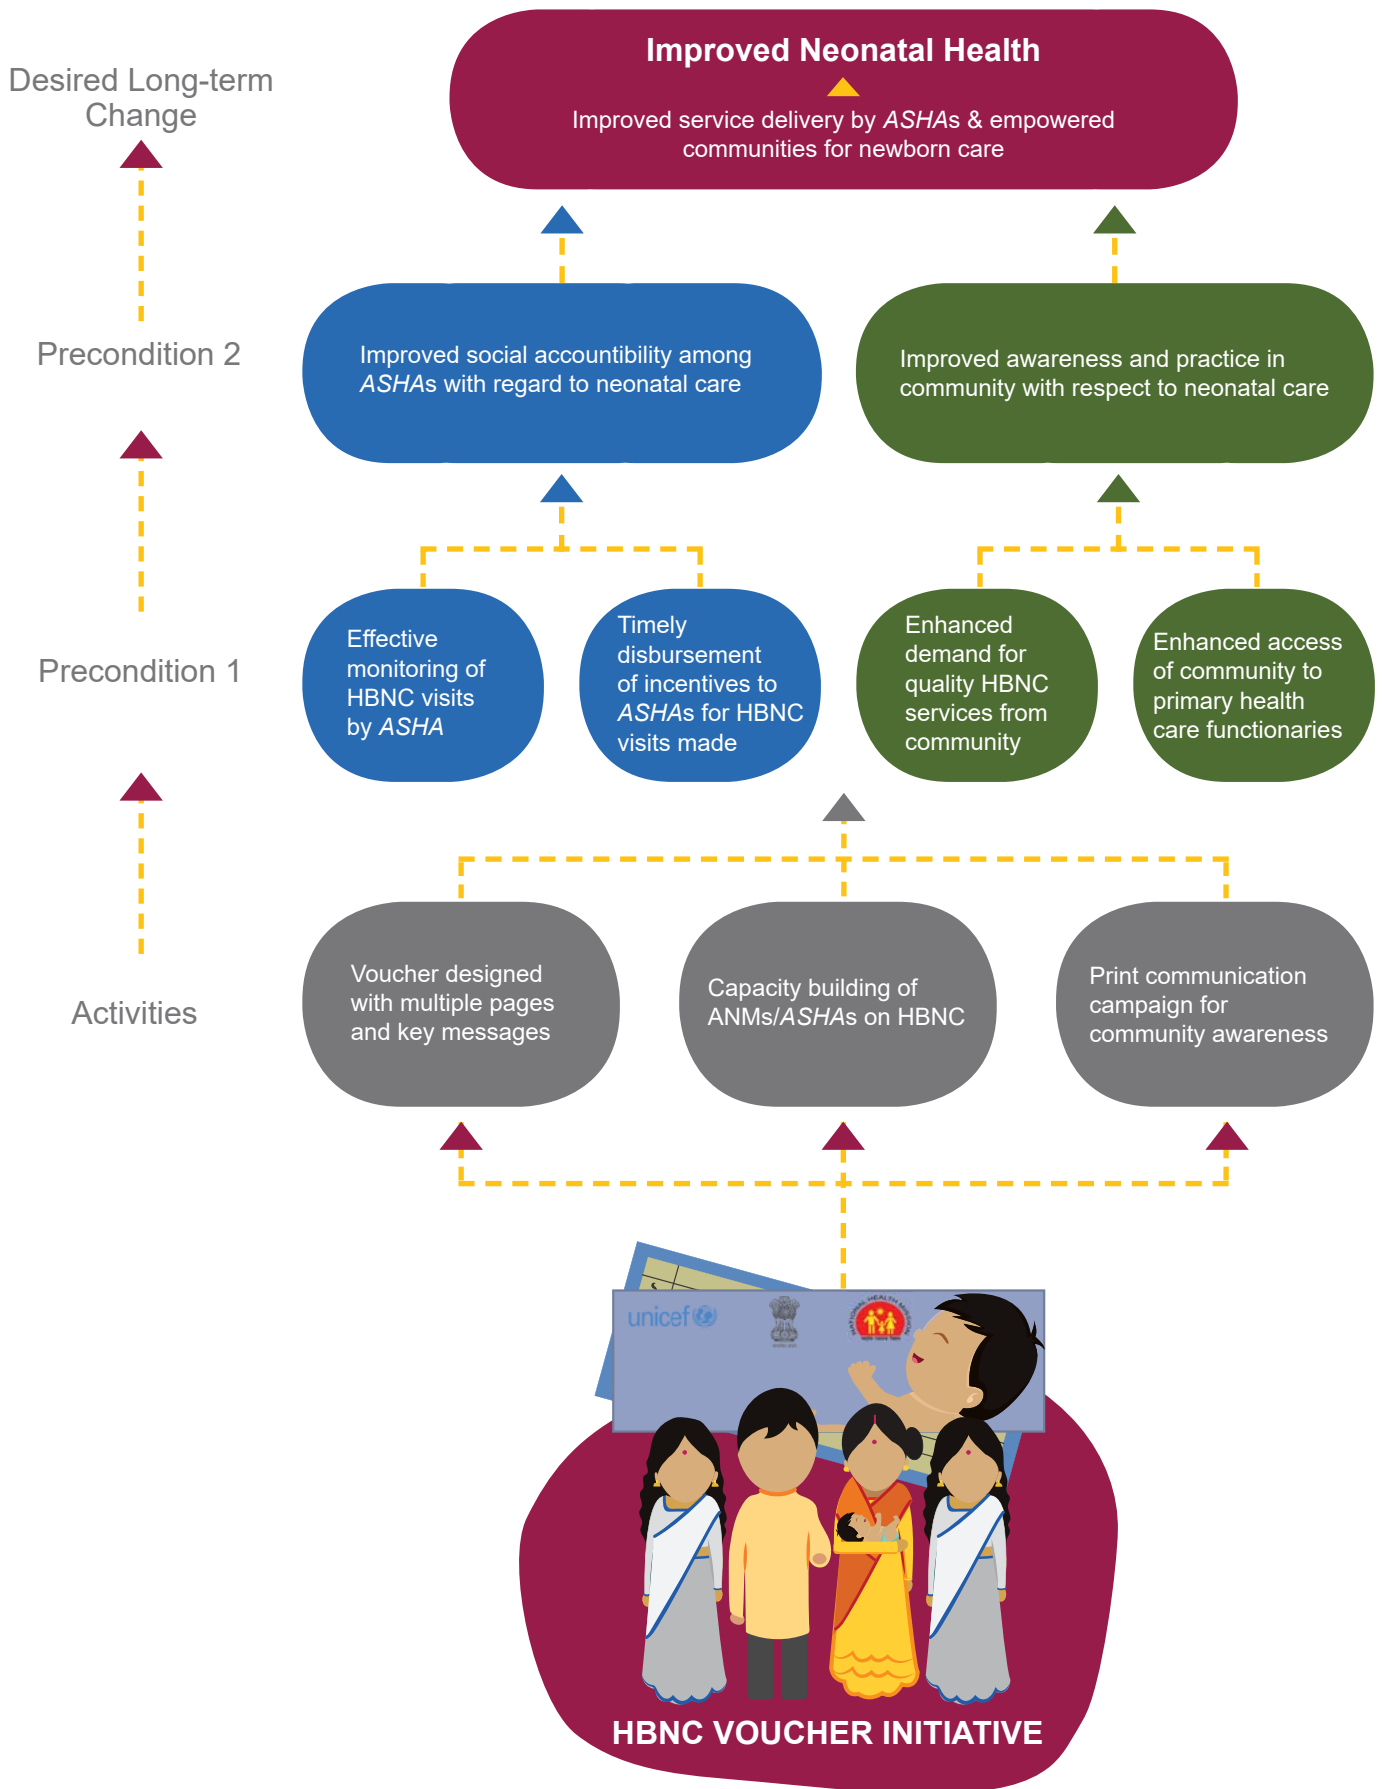 Desired Long-term
Change
Improved Neonatal Health
Improved service delivery by ASHAs & empowered
communities for newborn care
Precondition 2
Improved social accountibility among
ASHAs with regard to neonatal care
Improved awareness and practice in
community with respect to neonatal care
Precondition 1
Effective
monitoring of
HBNC visits
by ASHA
Timely
disbursement
of incentives to
ASHAs for HBNC
visits made
Enhanced
demand for
quality HBNC
services from
community
Enhanced access
of community to
primary health
care functionaries
Activities
Voucher designed
with multiple pages
and key messages
Capacity building of
ANMs/ASHAs on HBNC
Print communication
campaign for
community awareness
unicef
NATIONAL HEALTH MISSION
HBNC VOUCHER INITIATIVE